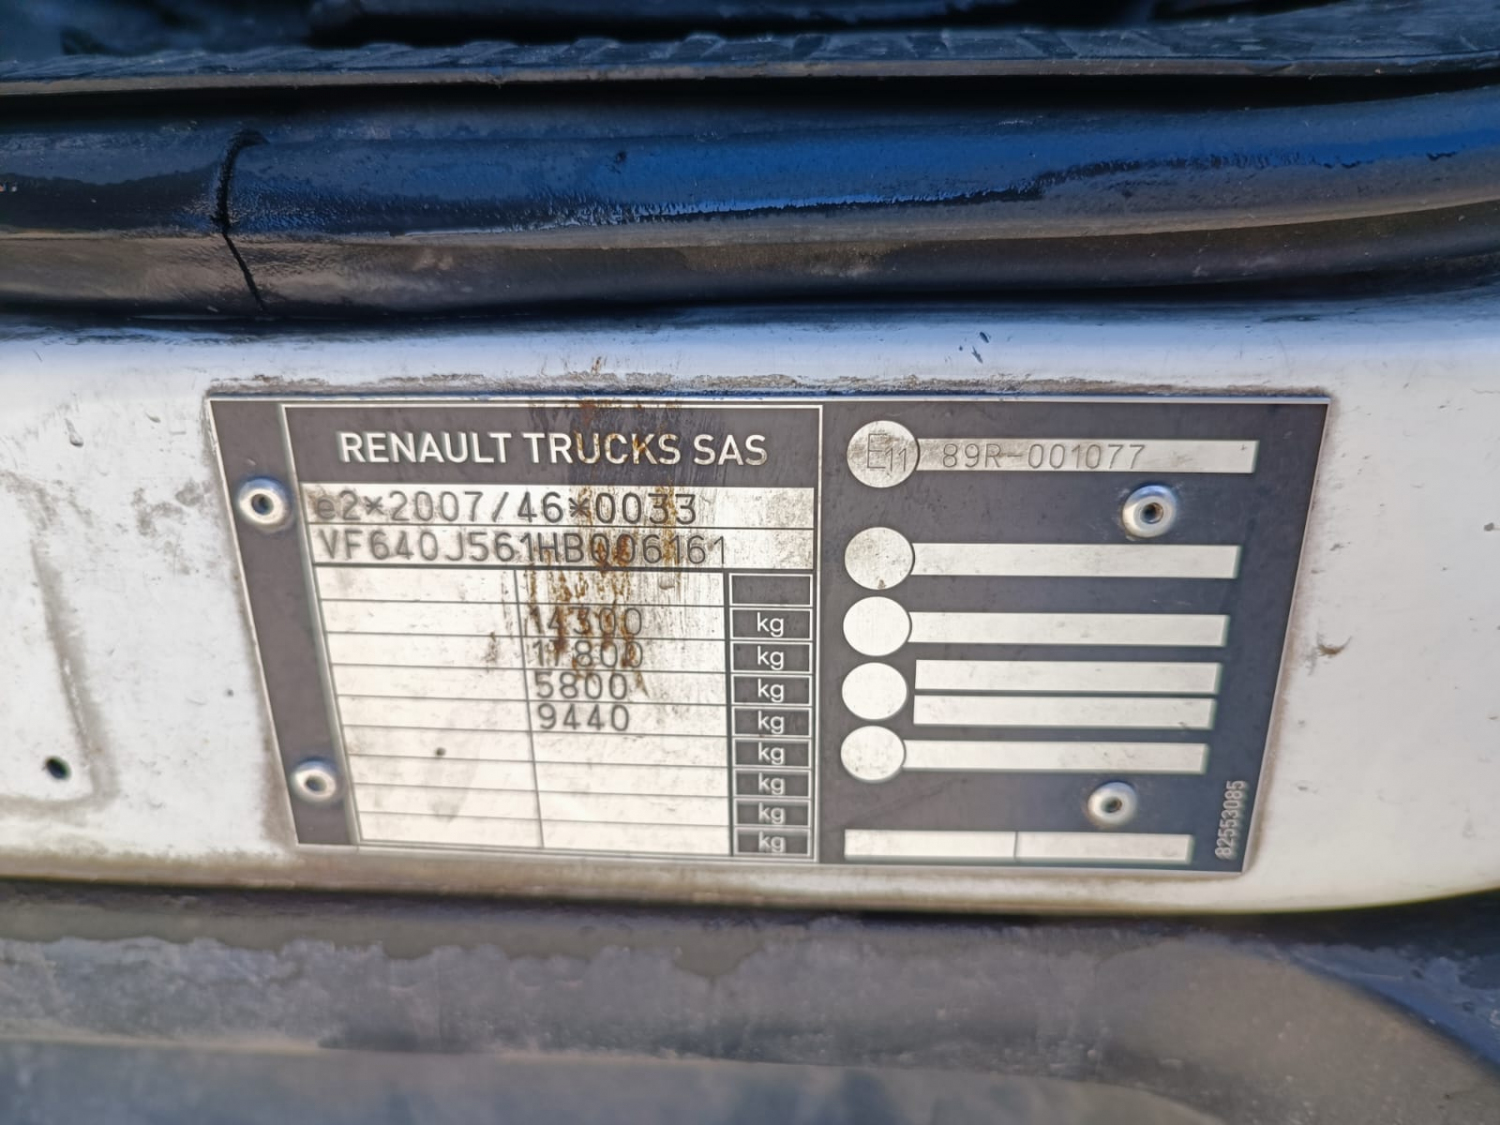 RENAULT TRUCKS SAS
e2*2007/46*0033
VF640J561HB006161
14300 kg
17800 kg
5800 kg
9440 kg
kg
kg
kg
kg
E11 89R-001077
82553085